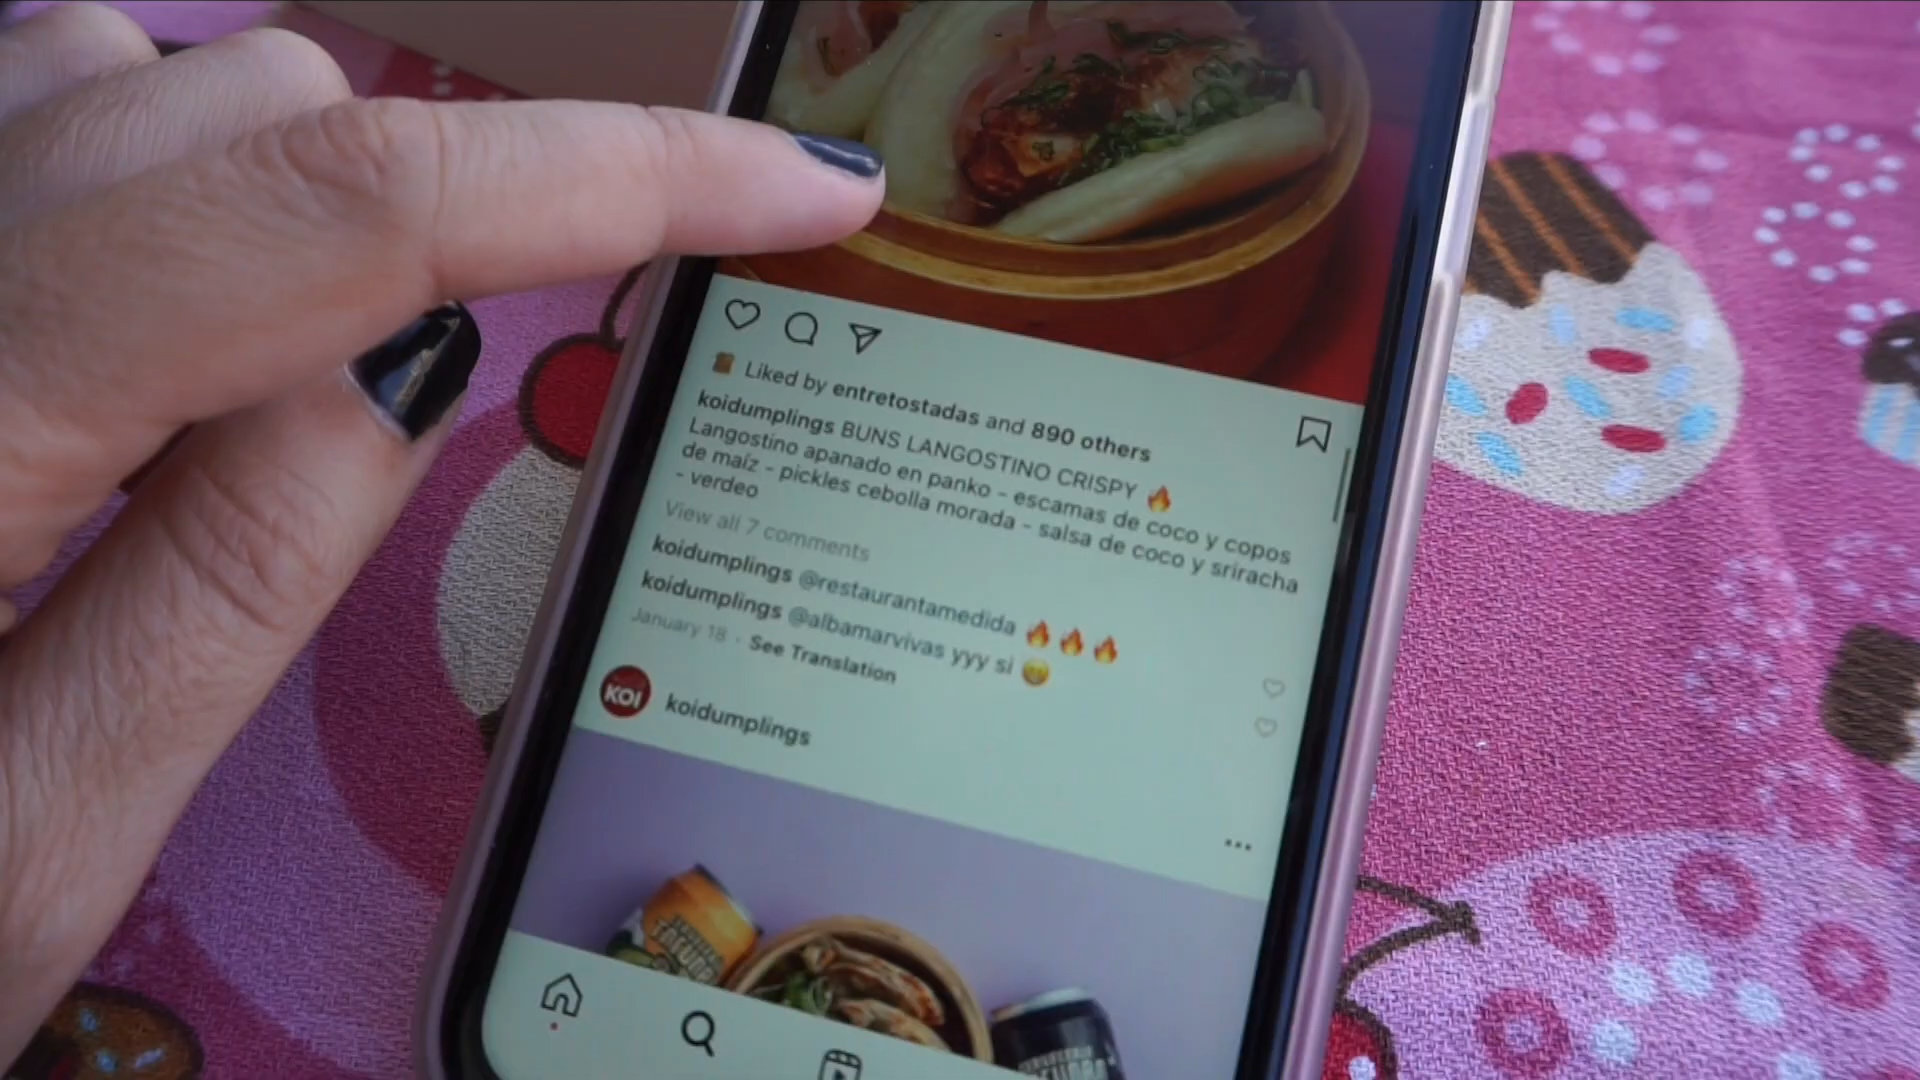 Liked by entretostadas and 890 others
koidumplings BUNS LANGOSTINO CRISPY 🔥
Langostino apanado en panko - escamas de coco y copos
de maíz - pickles cebolla morada - salsa de coco y sriracha
- verdeo
View all 7 comments
koidumplings @restaurantamedida 🔥🔥🔥
koidumplings @albamarvivas yyy si 😁
January 18 · See Translation
KOI koidumplings